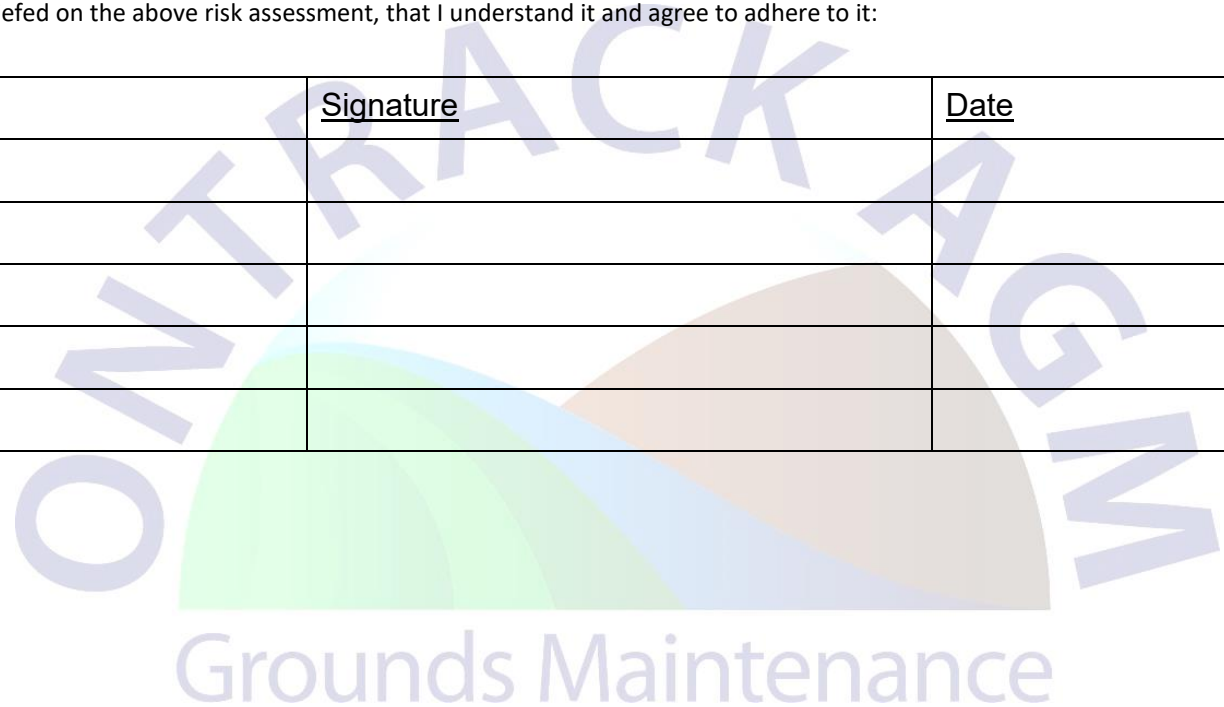 efed on the above risk assessment, that I understand it and agree to adhere to it:
Signature Date
ONTRACK AGM
Grounds Maintenance